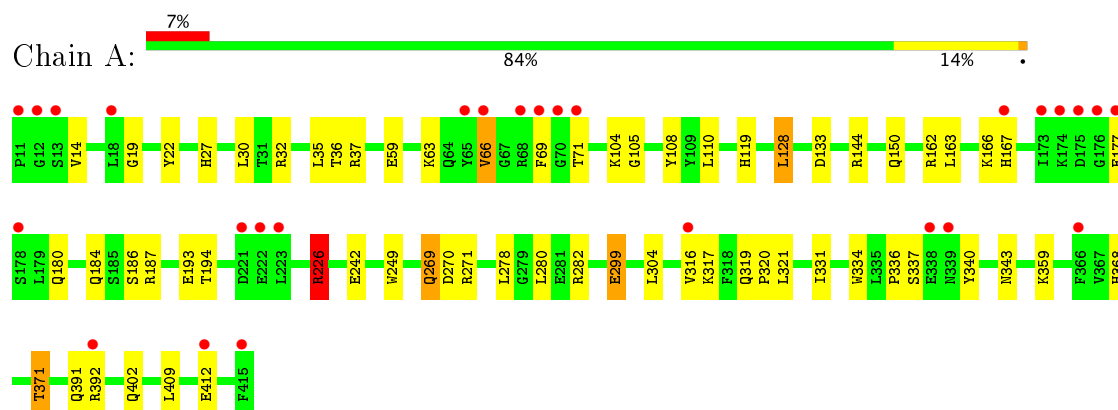 7%
Chain A:
84% 14% •
P11 G12 S13 V14 L18 G19 Y22 H27 L30 T31 R32 L35 T36 R37 E59 K63 Q64 Y65 V66 G67 R68 F69 G70 T71 K104 G105 Y108 Y109 L110 H119 L128 D133 R144 Q150 R162 L163 K166 H167 I173 K174 D175 G176 E177
S178 L179 Q180 Q184 S185 S186 R187 E193 T194 D221 E222 L223 R226 E242 W249 Q269 D270 R271 L278 G279 L280 E281 R282 E299 L304 V316 K317 F318 Q319 P320 L321 I331 W334 L335 P336 S337 E338 N339 Y340 N343 K359 F366 V367 H368
T371 Q391 R392 Q402 L409 E412 F415